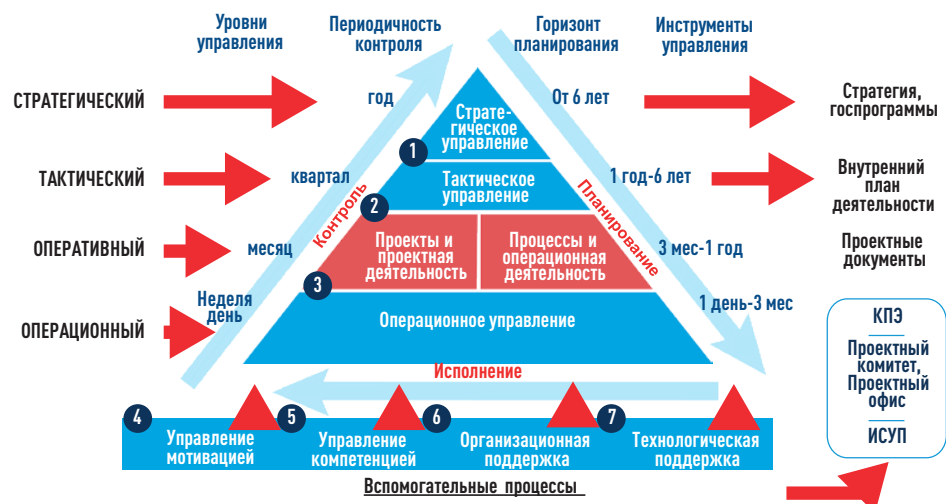 Уровни
управления
Периодичность
контроля
Горизонт
планирования
Инструменты
управления
СТРАТЕГИЧЕСКИЙ
год
Страте-
гическое
управление
От 6 лет
Стратегия,
госпрограммы
1
ТАКТИЧЕСКИЙ
квартал
Тактическое
управление
1 год-6 лет
Внутренний
план
деятельности
2
Контроль
Планирование
ОПЕРАТИВНЫЙ
месяц
Проекты и
проектная
деятельность
Процессы и
операционная
деятельность
3 мес-1 год
Проектные
документы
3
ОПЕРАЦИОННЫЙ
Неделя
день
Операционное управление
1 день-3 мес
КПЭ
Проектный
комитет,
Проектный
офис
ИСУП
Исполнение
4
Управление
мотивацией
5
Управление
компетенцией
6
Организационная
поддержка
7
Технологическая
поддержка
Вспомогательные процессы